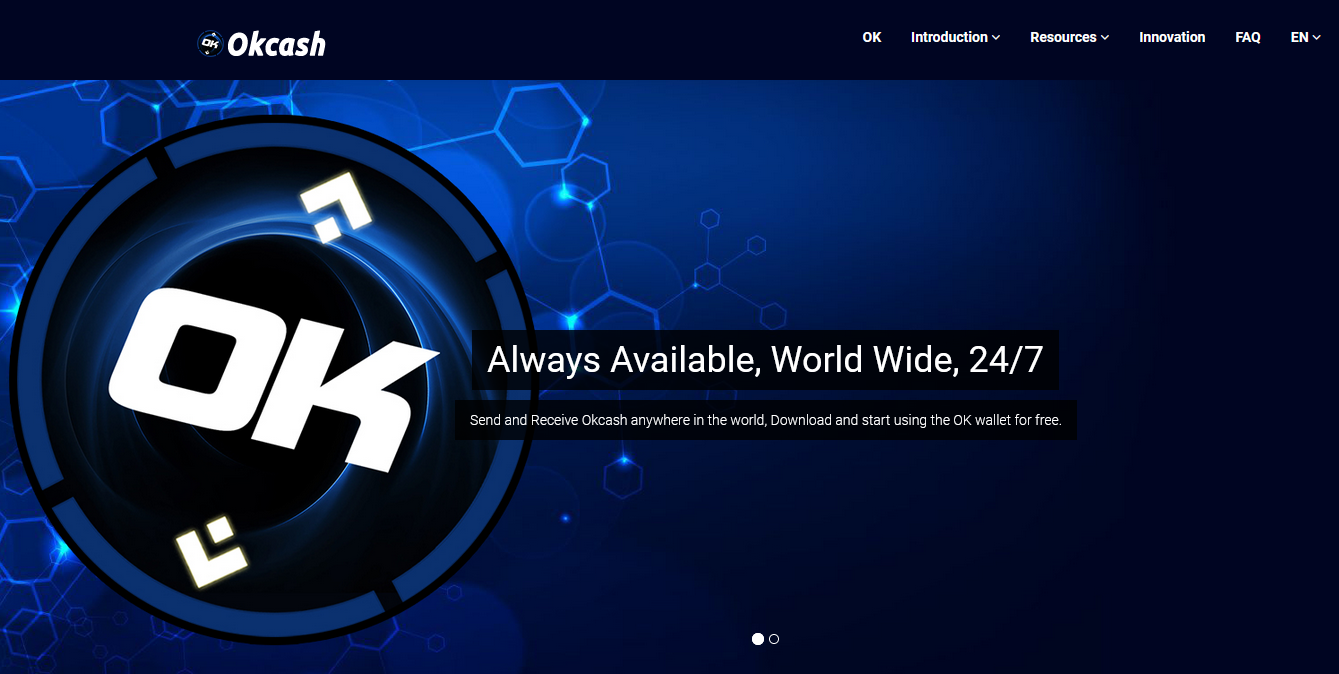 OK Okcash
OK Introduction Resources Innovation FAQ EN
OK
Always Available, World Wide, 24/7
Send and Receive Okcash anywhere in the world, Download and start using the OK wallet for free.